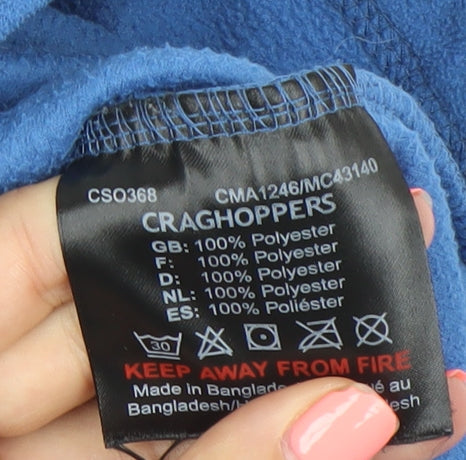 CSO368 CMA1246/MC43140
CRAGHOPPERS
GB: 100% Polyester
F: 100% Polyester
D: 100% Polyester
NL: 100% Polyester
ES: 100% Poliéster
30
KEEP AWAY FROM FIRE
Made in au
Bangladesh/